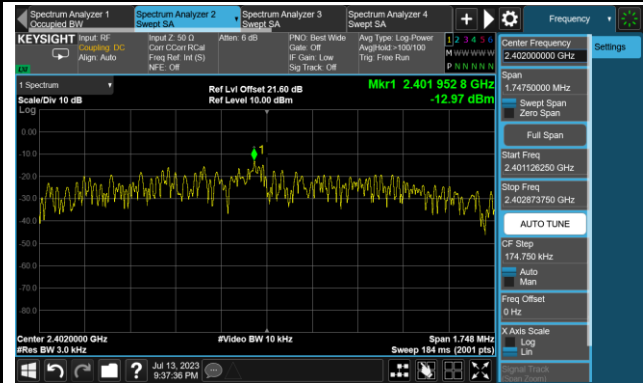 Spectrum Analyzer 1
Occupied BW
Spectrum Analyzer 2
Swept SA
Spectrum Analyzer 3
Swept SA
Spectrum Analyzer 4
Swept SA
+
Frequency
KEYSIGHT
Input: RF
Coupling: DC
Align: Auto
Input Z: 50 Ω
Corr CCorr RCal
Freq Ref: Int (S)
NFE: Off
Atten: 6 dB
PNO: Best Wide
Gate: Off
IF Gain: Low
Sig Track: Off
Avg Type: Log-Power
Avg|Hold:>100/100
Trig: Free Run
1 2 3 4 5 6
M W W W W W
P N N N N N
1 Spectrum
Scale/Div 10 dB
Log
Ref Lvl Offset 21.60 dB
Ref Level 10.00 dBm
Mkr1 2.401 952 8 GHz
-12.97 dBm
1
0.00
-10.0
-20.0
-30.0
-40.0
-50.0
-60.0
-70.0
-80.0
Center 2.4020000 GHz
#Res BW 3.0 kHz
#Video BW 10 kHz
Span 1.748 MHz
Sweep 184 ms (2001 pts)
Jul 13, 2023
9:37:36 PM
Center Frequency
2.402000000 GHz
Settings
Span
1.74750000 MHz
Swept Span
Zero Span
Full Span
Start Freq
2.401126250 GHz
Stop Freq
2.402873750 GHz
AUTO TUNE
CF Step
174.750 kHz
Auto
Man
Freq Offset
0 Hz
X Axis Scale
Log
Lin
Signal Track
(Span Zoom)